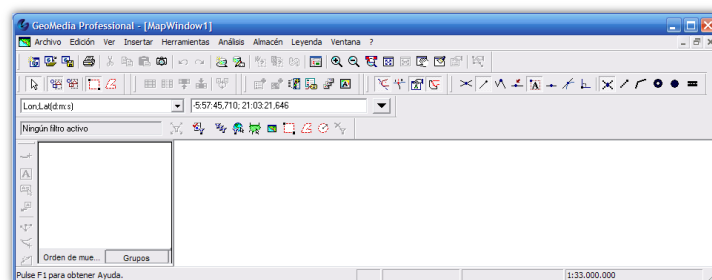 GeoMedia Professional - [MapWindow1]
Archivo Edición Ver Insertar Herramientas Análisis Almacén Leyenda Ventana ?
Lon;Lat(d:m:s) -5:57:45,710; 21:03:21,646
Ningún filtro activo
Orden de mue... Grupos
Pulse F1 para obtener Ayuda. 1:33.000.000